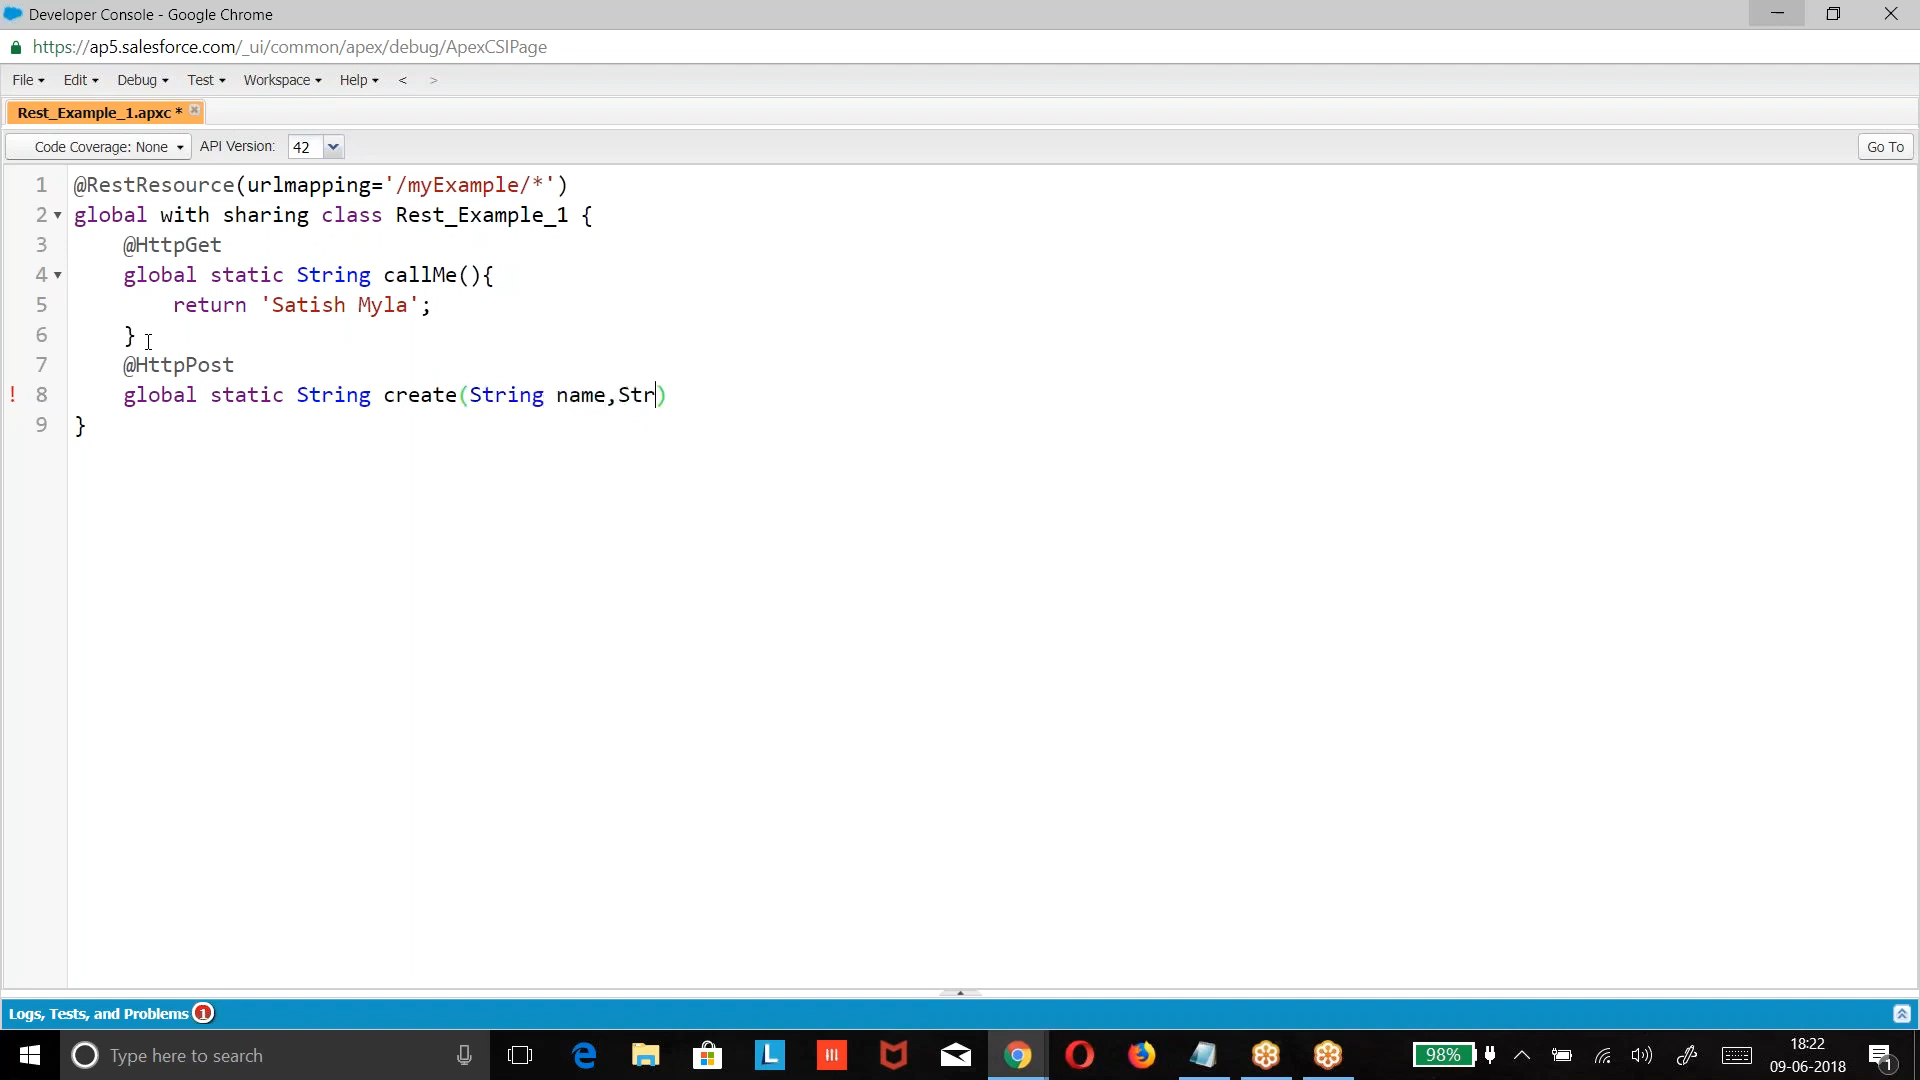 Developer Console - Google Chrome
https://ap5.salesforce.com/_ui/common/apex/debug/ApexCSIPage
File Edit Debug Test Workspace Help < >
Rest_Example_1.apxc *
Code Coverage: None API Version: 42 Go To
1 @RestResource(urlmapping='/myExample/*')
2 global with sharing class Rest_Example_1 {
3 @HttpGet
4 global static String callMe(){
5 return 'Satish Myla';
6 }
7 @HttpPost
! 8 global static String create(String name,Str)
9 }
Logs, Tests, and Problems 1
Type here to search
98%
18:22
09-06-2018
1